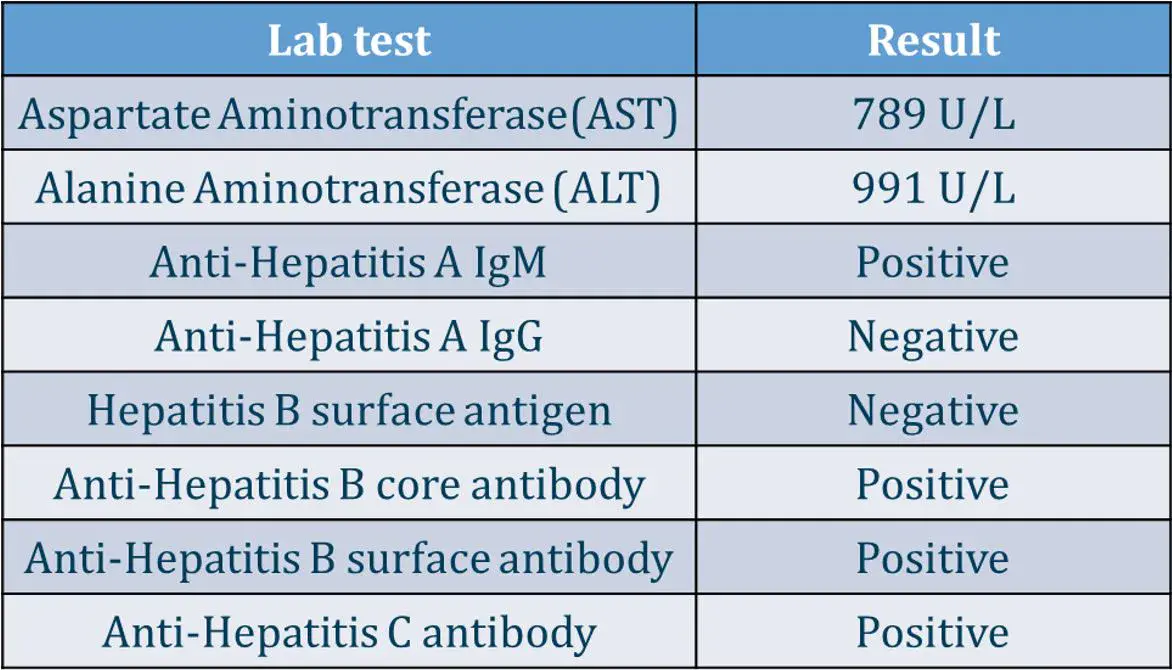 Lab test Result
Aspartate Aminotransferase(AST) 789 U/L
Alanine Aminotransferase (ALT) 991 U/L
Anti-Hepatitis A IgM Positive
Anti-Hepatitis A IgG Negative
Hepatitis B surface antigen Negative
Anti-Hepatitis B core antibody Positive
Anti-Hepatitis B surface antibody Positive
Anti-Hepatitis C antibody Positive